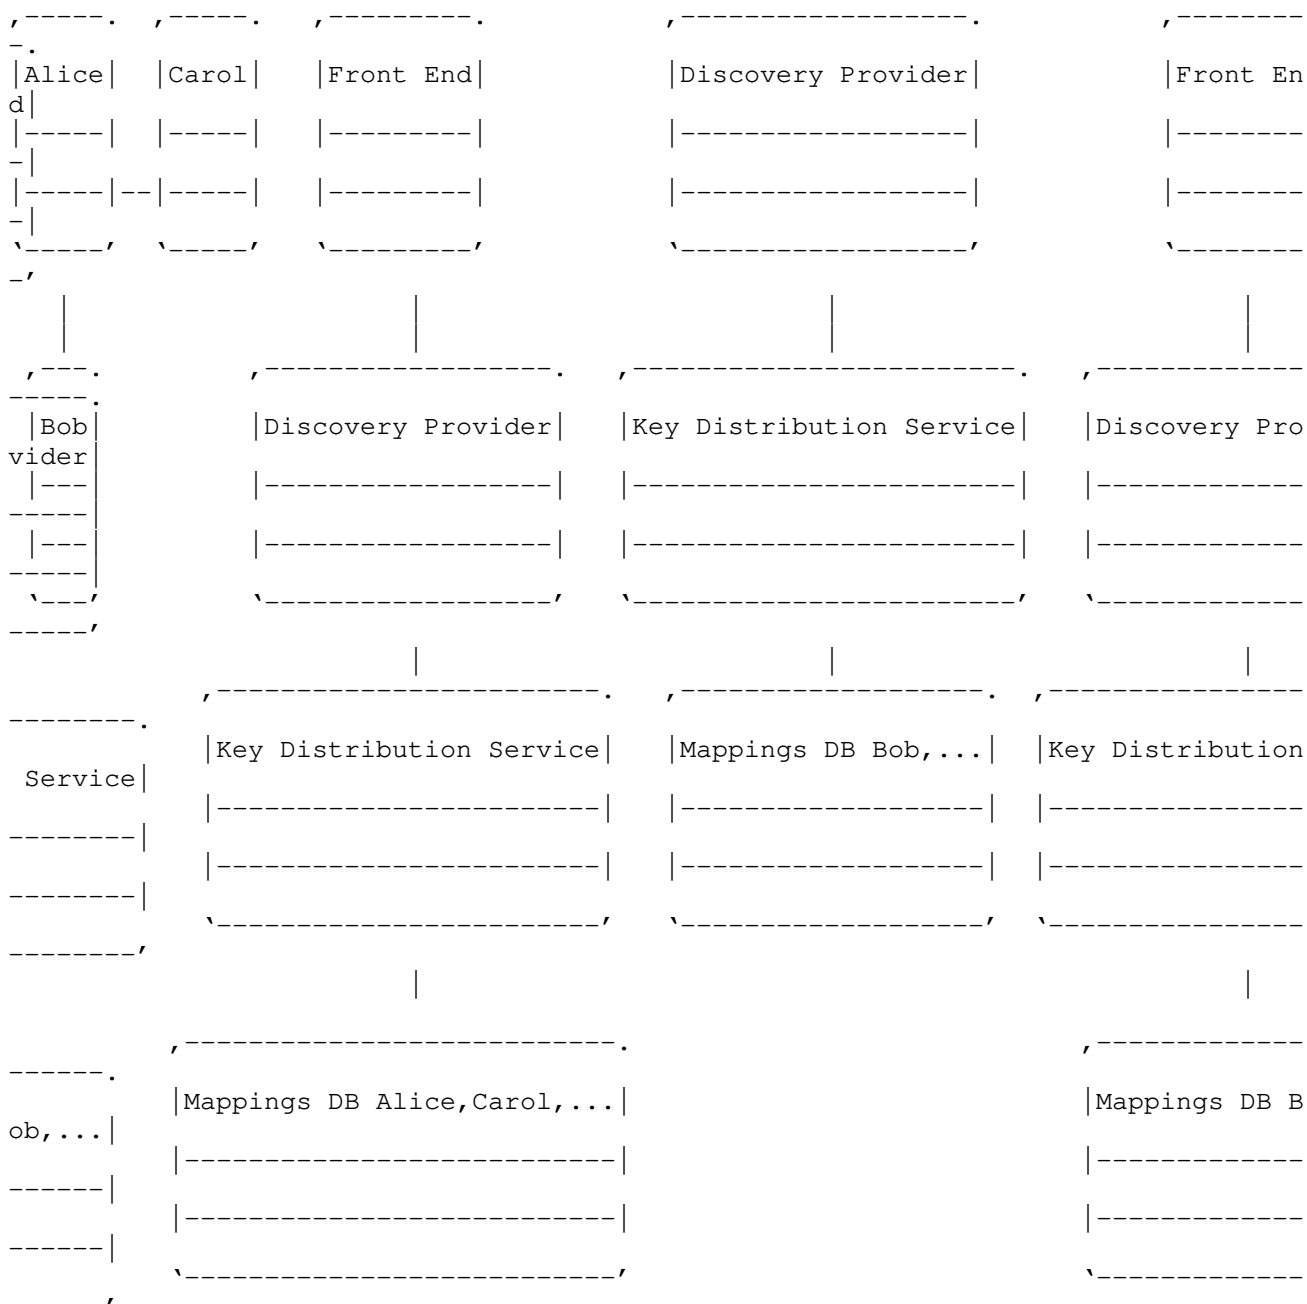 ,-----.  ,-----.   ,---------.            ,------------------.            ,--------
-.
|Alice|  |Carol|   |Front End|            |Discovery Provider|            |Front En
d|
|-----|  |-----|   |---------|            |------------------|            |--------
-|
|-----|--|-----|   |---------|            |------------------|            |--------
-|
`-----'  `-----'   `---------'            `------------------'            `--------
-'
   |                     |                         |                         |
   |                     |                         |                         |
 ,---.         ,------------------.   ,------------------------.   ,-------------
-----.
 |Bob|         |Discovery Provider|   |Key Distribution Service|   |Discovery Pro
vider|
 |---|         |------------------|   |------------------------|   |-------------
-----|
 |---|         |------------------|   |------------------------|   |-------------
-----|
 `---'         `------------------'   `------------------------'   `-------------
-----'
                         |                         |                         |
            ,------------------------.   ,-------------------.  ,----------------
--------.
            |Key Distribution Service|   |Mappings DB Bob,...|  |Key Distribution
 Service|
            |------------------------|   |-------------------|  |----------------
--------|
            |------------------------|   |-------------------|  |----------------
--------|
            `------------------------'   `-------------------'  `----------------
--------'
                         |                                                   |
          ,---------------------------.                            ,-------------
------.
          |Mappings DB Alice,Carol,...|                            |Mappings DB B
ob,...|
          |---------------------------|                            |-------------
------|
          |---------------------------|                            |-------------
------|
          `---------------------------'                            `-------------
------'